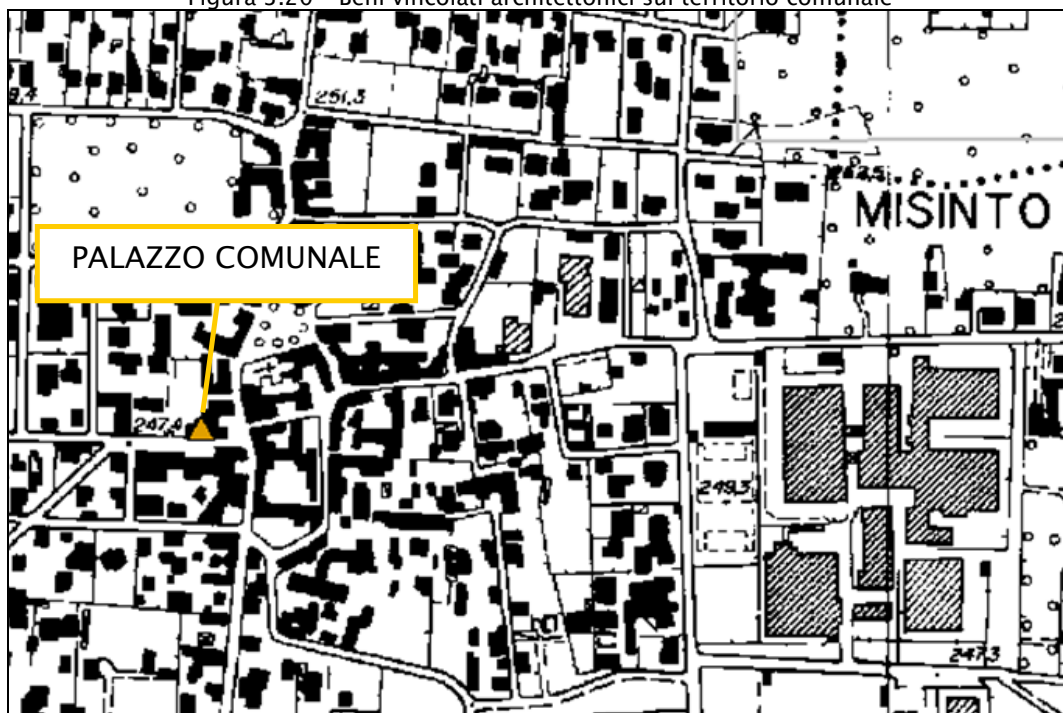 Figura 3.20 – Beni vincolati architettonici sul territorio comunale
251,3
MISINTO
PALAZZO COMUNALE
247,4
249,3
247,3